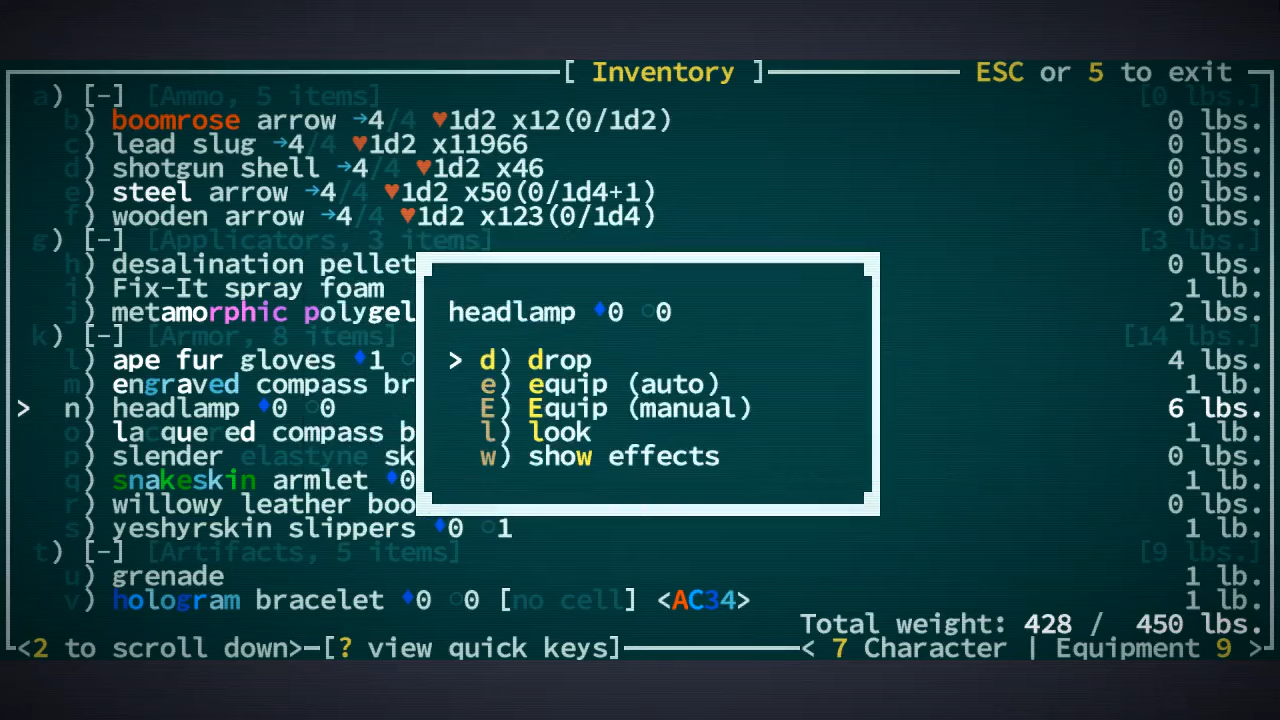 [ Inventory ] ESC or 5 to exit
a) [-] [Ammo, 5 items] [0 lbs.]
b) boomrose arrow →4/4 ♥1d2 x12(0/1d2) 0 lbs.
c) lead slug →4/4 ♥1d2 x11966 0 lbs.
d) shotgun shell →4/4 ♥1d2 x46 0 lbs.
e) steel arrow →4/4 ♥1d2 x50(0/1d4+1) 0 lbs.
f) wooden arrow →4/4 ♥1d2 x123(0/1d4) 0 lbs.
g) [-] [Applicators, 3 items] [3 lbs.]
h) desalination pellet 0 lbs.
i) Fix-It spray foam 1 lb.
j) metamorphic polygel 2 lbs.
k) [-] [Armor, 8 items] [14 lbs.]
l) ape fur gloves ♦1 ○ 4 lbs.
m) engraved compass br 1 lb.
> n) headlamp ♦0 ○0 6 lbs.
o) lacquered compass b 1 lb.
p) slender elastyne sk 0 lbs.
q) snakeskin armlet ♦0 1 lb.
r) willowy leather boo 0 lbs.
s) yeshyrskin slippers ♦0 ○1 1 lb.
t) [-] [Artifacts, 5 items] [9 lbs.]
u) grenade 1 lb.
v) hologram bracelet ♦0 ○0 [no cell] <AC34> 1 lb.
headlamp ♦0 ○0
> d) drop
e) equip (auto)
E) Equip (manual)
l) look
w) show effects
Total weight: 428 / 450 lbs.
<2 to scroll down> [? view quick keys] < 7 Character | Equipment 9 >